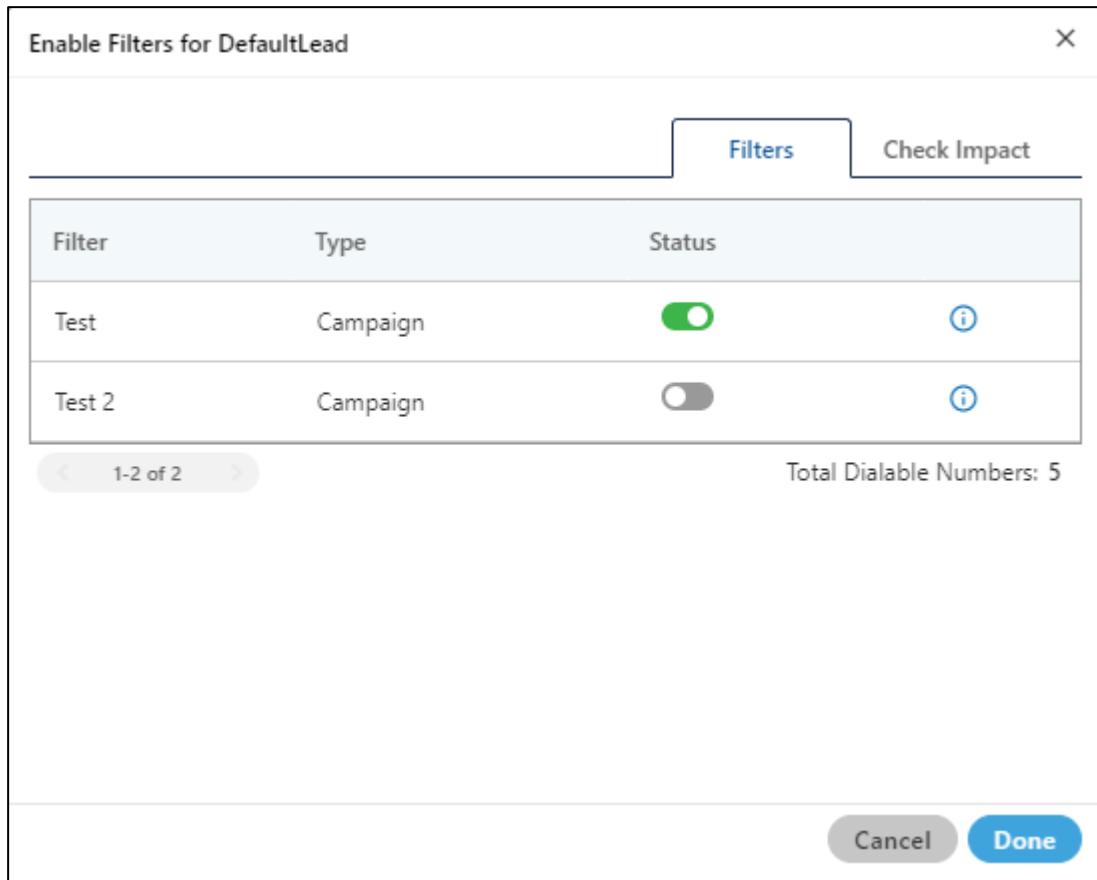 Enable Filters for DefaultLead
Filters Check Impact
Filter Type Status
Test Campaign
Test 2 Campaign
1-2 of 2 Total Dialable Numbers: 5
Cancel Done